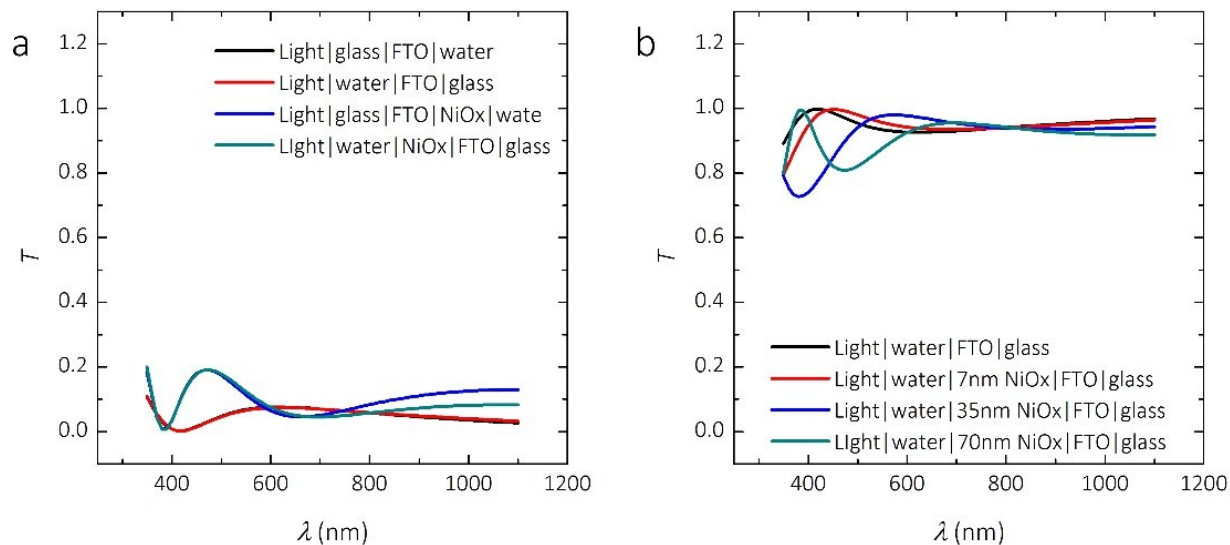 a
1.2
1.0
0.8
0.6
0.4
0.2
0.0
T
400 600 800 1000 1200
λ (nm)
Light|glass|FTO|water
Light|water|FTO|glass
Light|glass|FTO|NiOx|wate
LIght|water|NiOx|FTO|glass
b
1.2
1.0
0.8
0.6
0.4
0.2
0.0
T
400 600 800 1000 1200
λ (nm)
Light|water|FTO|glass
Light|water|7nm NiOx|FTO|glass
Light|water|35nm NiOx|FTO|glass
LIght|water|70nm NiOx|FTO|glass